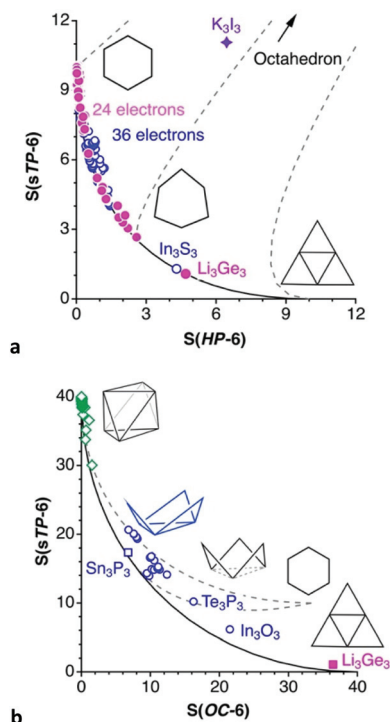 12
9
6
3
0
S(sTP-6)
K₃I₃
Octahedron
24 electrons
36 electrons
In₃S₃
Li₃Ge₃
0 3 6 9 12
S(HP-6)
a
40
30
20
10
0
S(sTP-6)
Sn₃P₃
Te₃P₃
In₃O₃
Li₃Ge₃
0 10 20 30 40
S(OC-6)
b